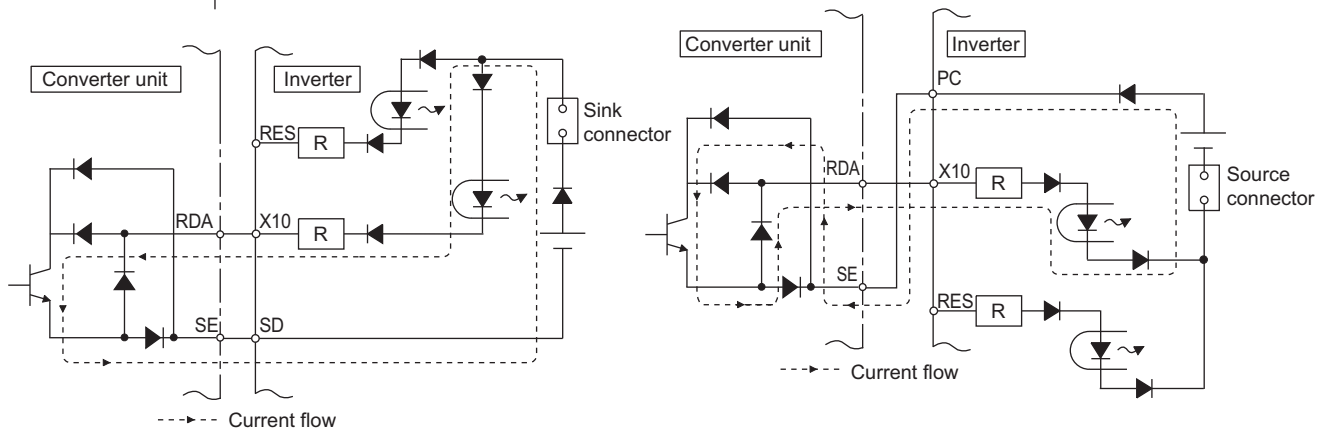 Converter unit
Inverter
Sink
connector
RES
R
RDA
X10
R
SE
SD
Current flow
Converter unit
Inverter
PC
RDA
X10
R
Source
connector
SE
RES
R
Current flow